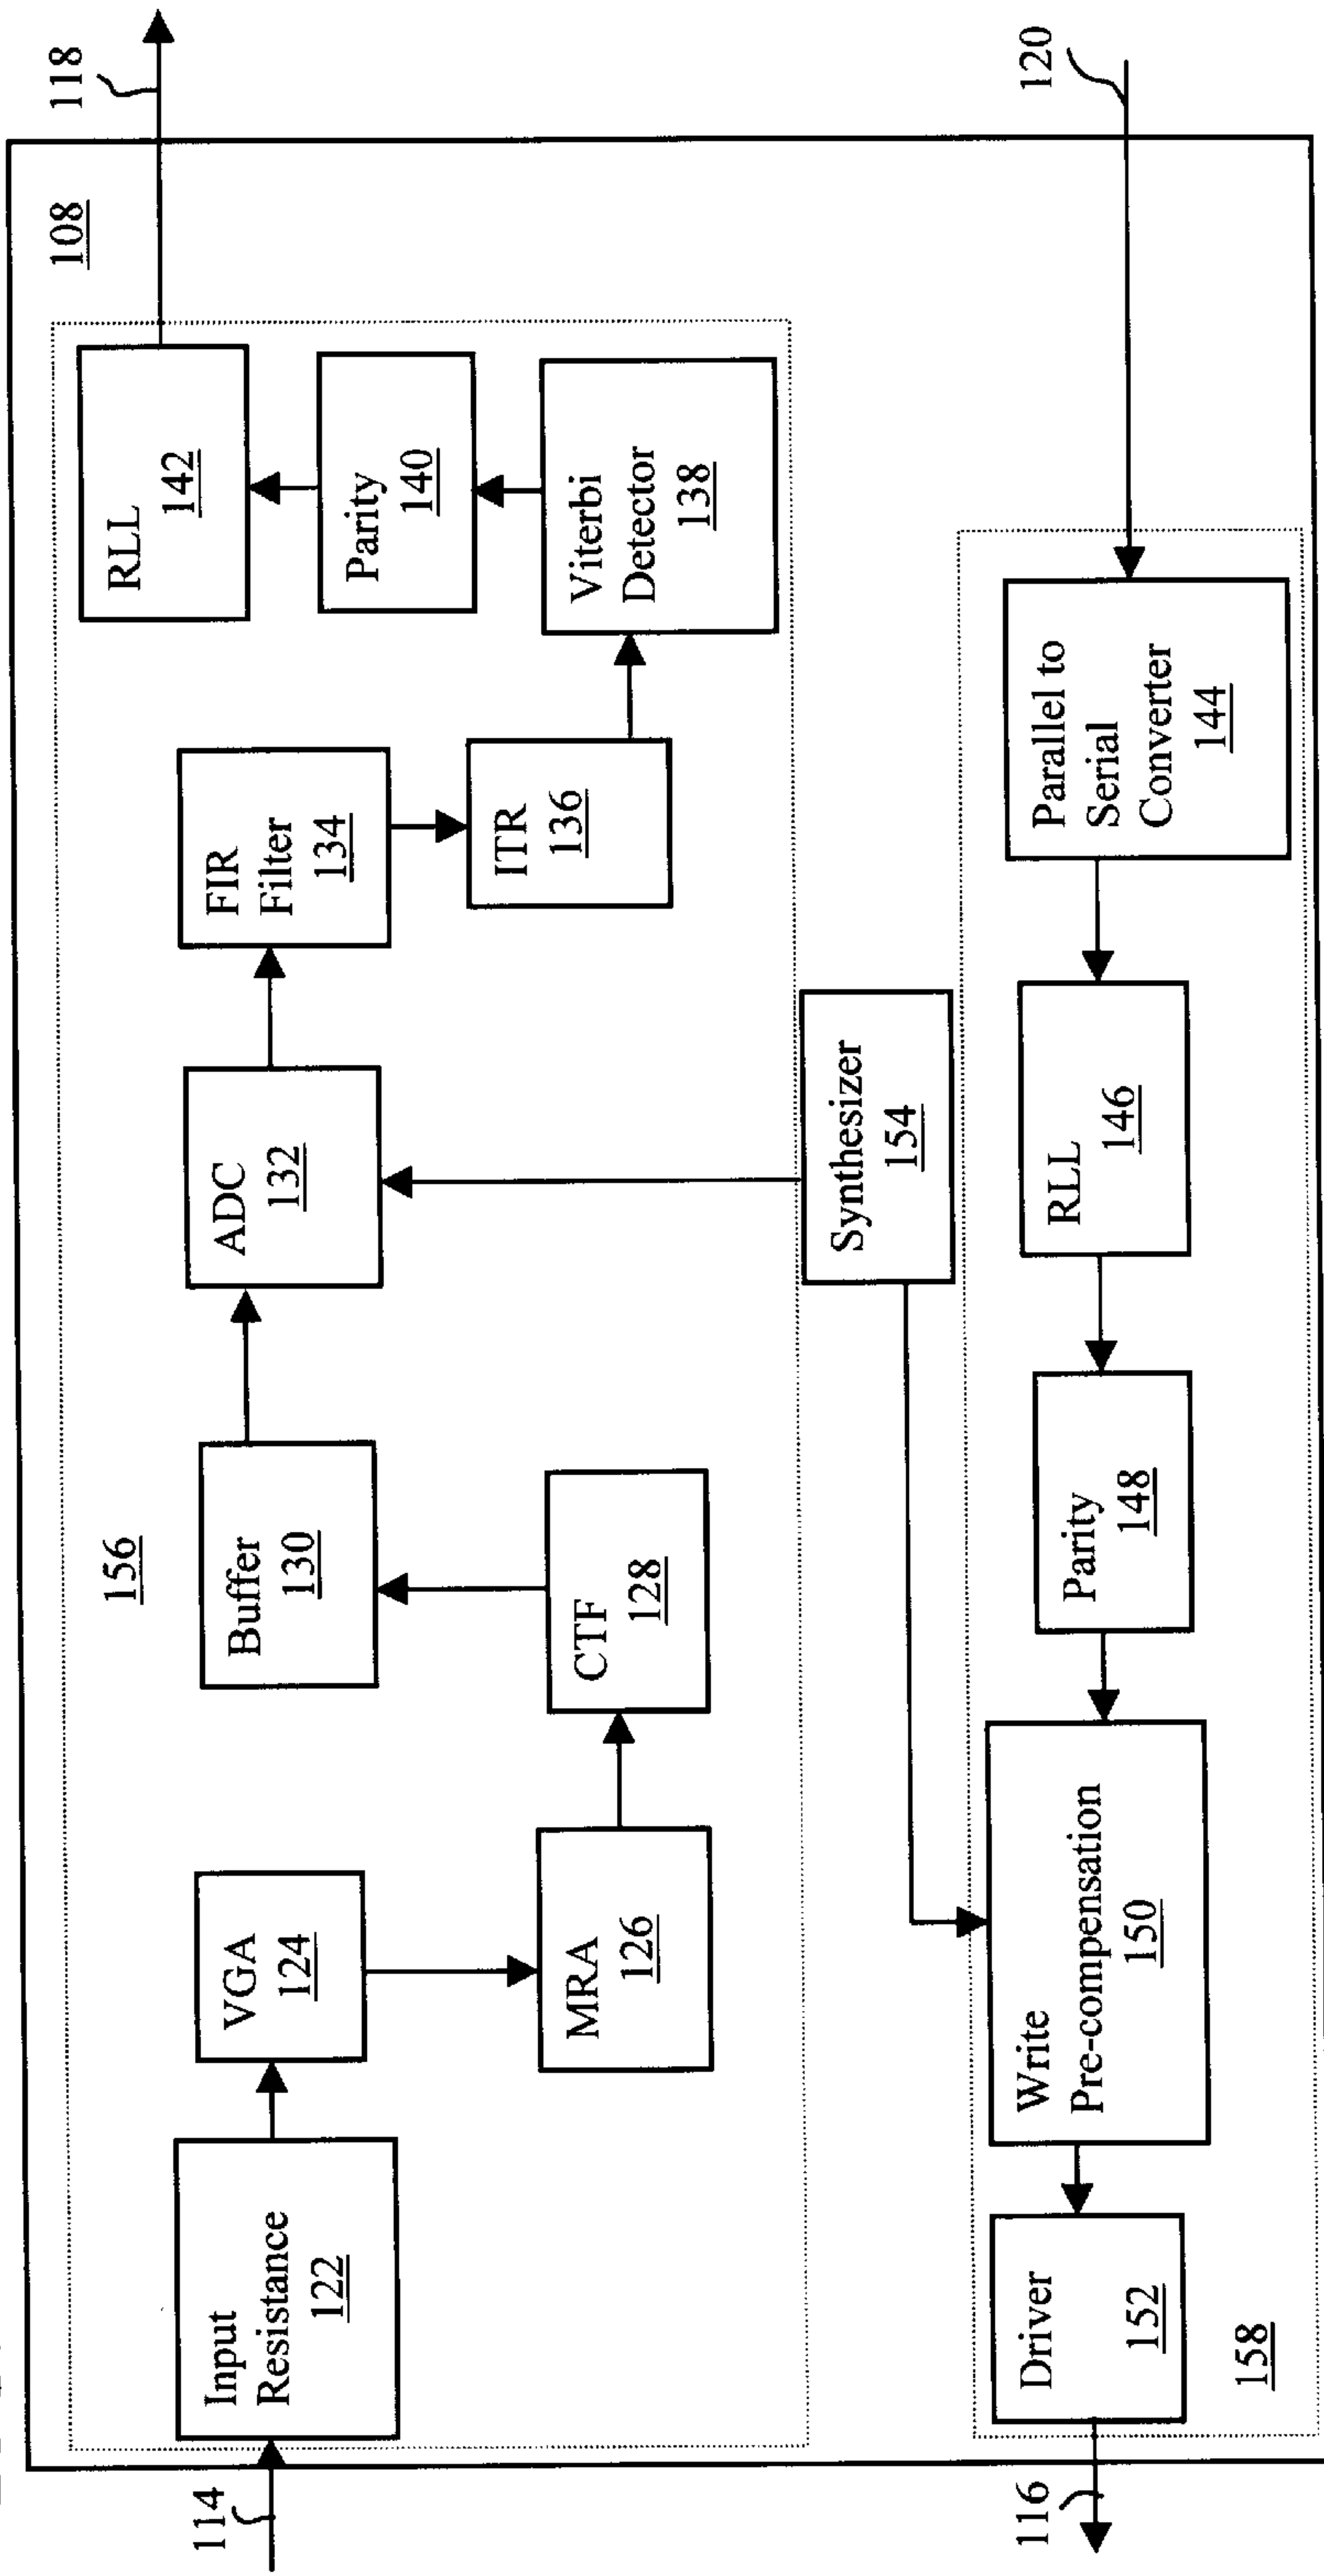 108
118
114
156
Input
Resistance
122
VGA
124
MRA
126
CTF
128
Buffer
130
ADC
132
FIR
Filter
134
ITR
136
Viterbi
Detector
138
Parity
140
RLL
142
Synthesizer
154
120
Parallel to
Serial
Converter
144
RLL
146
Parity
148
Write
Pre-compensation
150
Driver
152
158
116